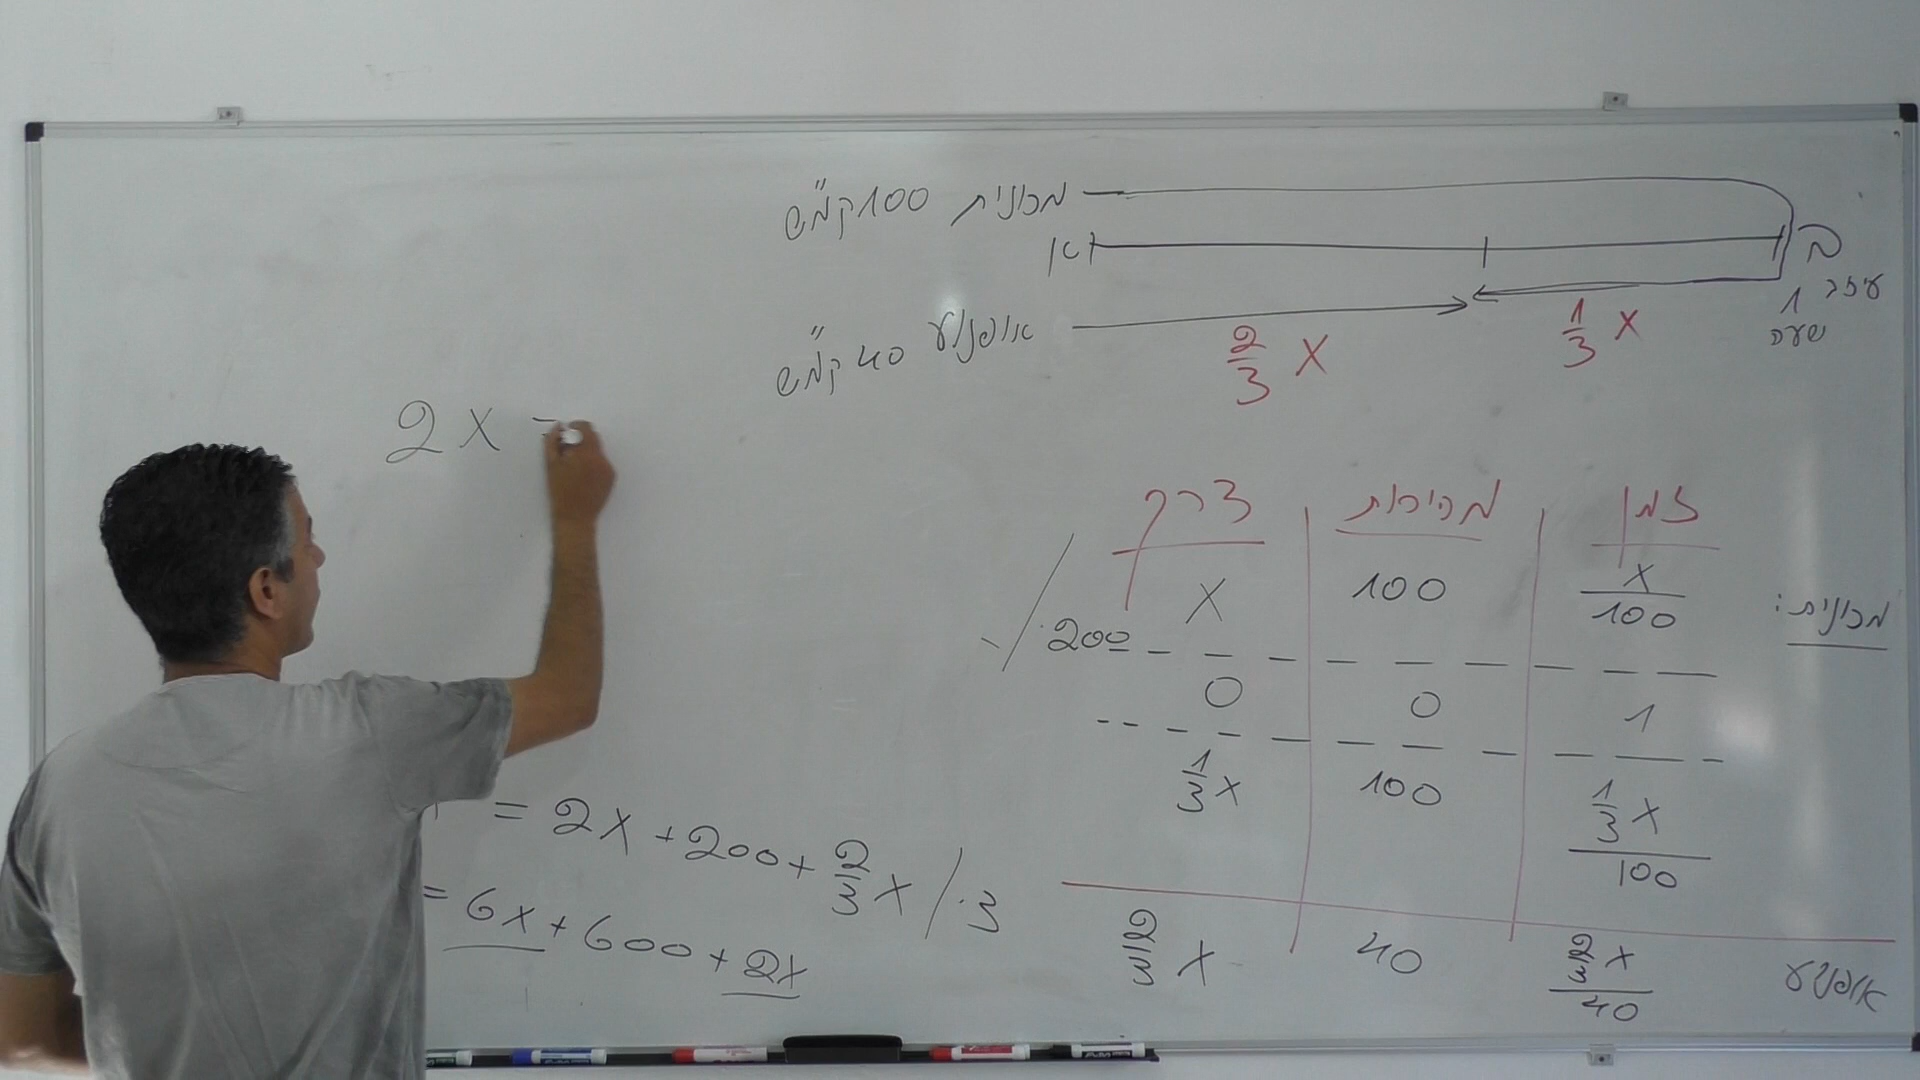 מכונית 100 קמ"ש
א ב
עיכב 1 שעה
אופנוע 40 קמ"ש
2/3 X 1/3 X
2X =
דרך מהירות זמן
X 100 X/100 מכונית:
/·200
0 0 1
1/3 X 100 1/3 X/100
= 2X + 200 + 2/3 X /·3
= 6X + 600 + 2X
2/3 X 40 2/3 X/40 אופנוע